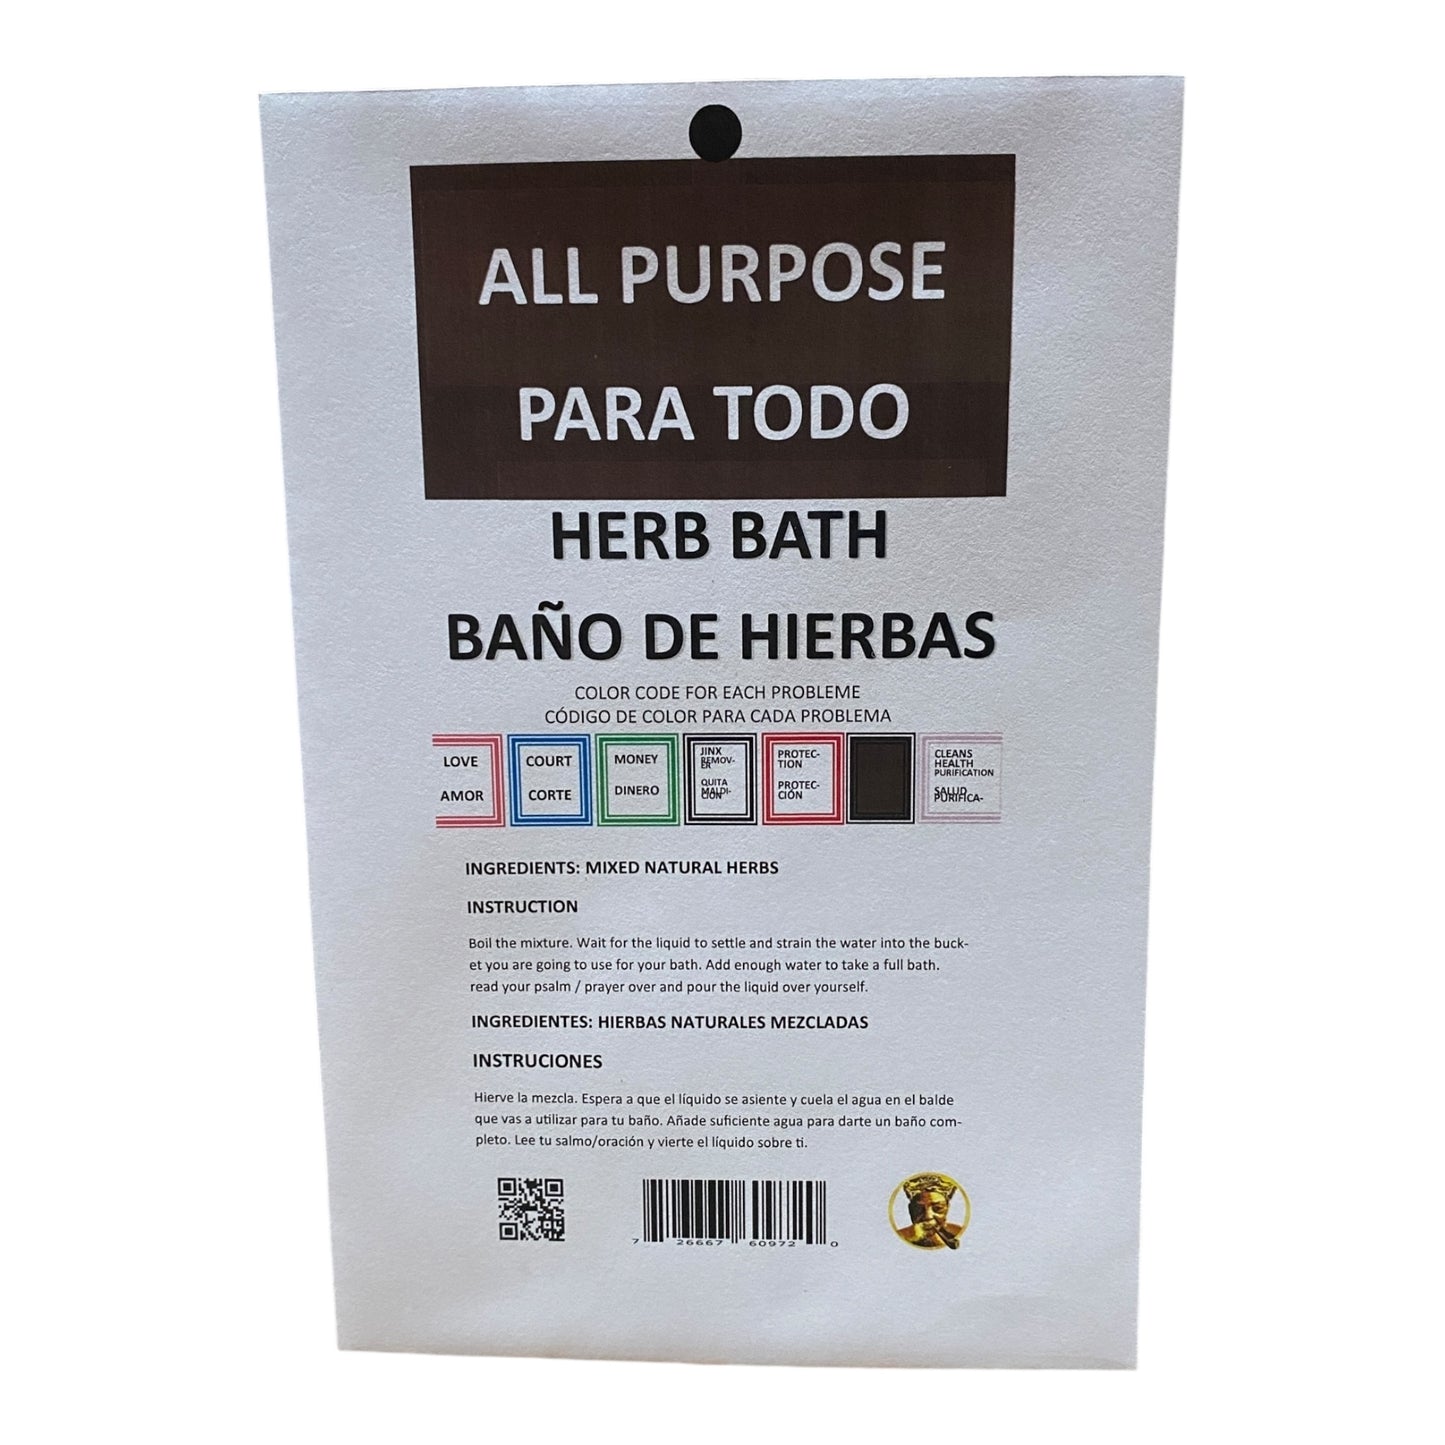 ALL PURPOSE
PARA TODO
HERB BATH
BAÑO DE HIERBAS
COLOR CODE FOR EACH PROBLEME
CÓDIGO DE COLOR PARA CADA PROBLEMA
LOVE
AMOR
COURT
CORTE
MONEY
DINERO
JINX
REMOV-
ER
QUITA
MALDI-
CIÓN
PROTEC-
TION
PROTEC-
CIÓN
CLEANS
HEALTH
PURIFICATION
SALUD
PURIFICA-
INGREDIENTS: MIXED NATURAL HERBS
INSTRUCTION
Boil the mixture. Wait for the liquid to settle and strain the water into the buck-
et you are going to use for your bath. Add enough water to take a full bath.
read your psalm / prayer over and pour the liquid over yourself.
INGREDIENTES: HIERBAS NATURALES MEZCLADAS
INSTRUCIONES
Hierve la mezcla. Espera a que el líquido se asiente y cuela el agua en el balde
que vas a utilizar para tu baño. Añade suficiente agua para darte un baño com-
pleto. Lee tu salmo/oración y vierte el líquido sobre ti.
7 26667 60972 0